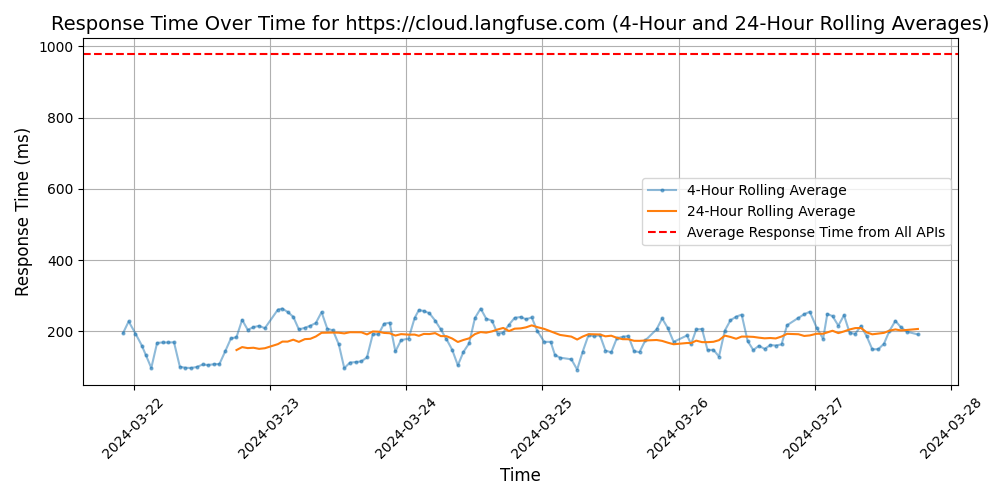 Response Time Over Time for https://cloud.langfuse.com (4-Hour and 24-Hour Rolling Averages)
Response Time (ms)
1000
800
600
400
200
4-Hour Rolling Average
24-Hour Rolling Average
Average Response Time from All APIs
2024-03-22
2024-03-23
2024-03-24
2024-03-25
2024-03-26
2024-03-27
2024-03-28
Time